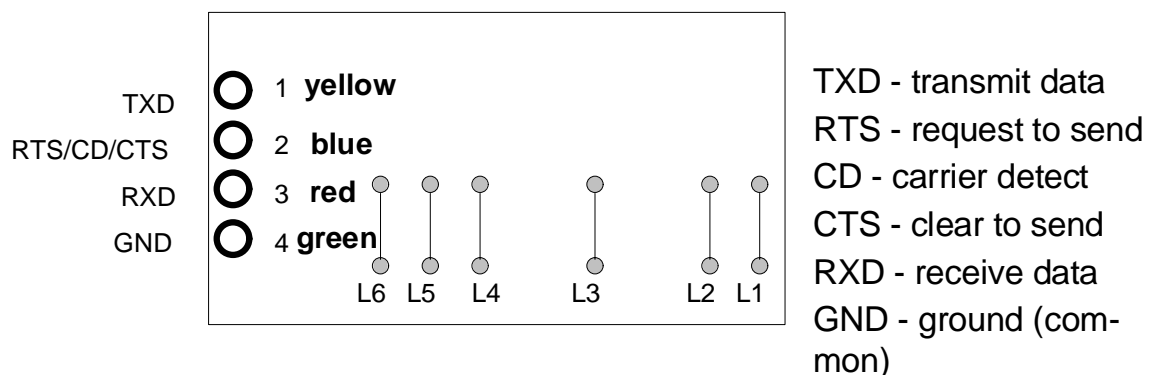 TXD 1 yellow
RTS/CD/CTS 2 blue
RXD 3 red
GND 4 green
L6 L5 L4 L3 L2 L1
TXD - transmit data
RTS - request to send
CD - carrier detect
CTS - clear to send
RXD - receive data
GND - ground (com-
mon)